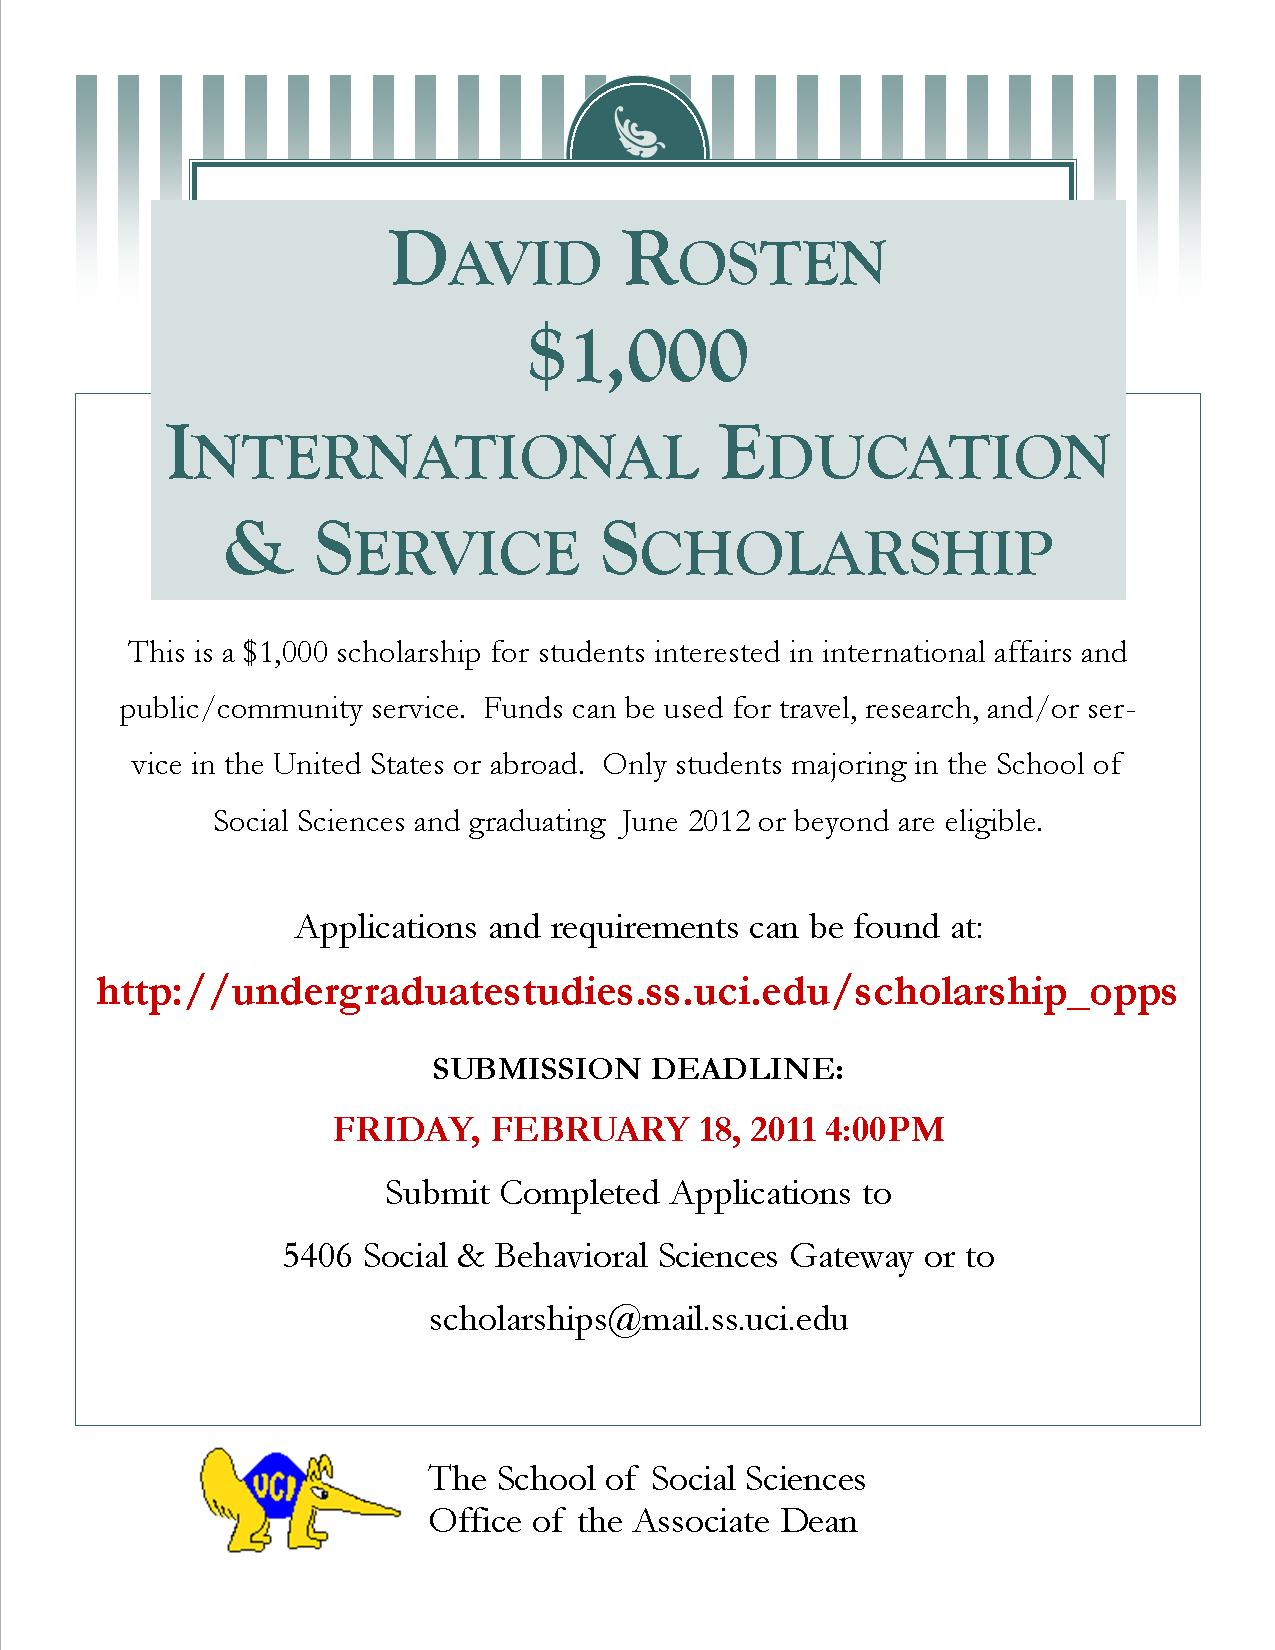 DAVID ROSTEN
$1,000
INTERNATIONAL EDUCATION
& SERVICE SCHOLARSHIP
This is a $1,000 scholarship for students interested in international affairs and
public/community service.  Funds can be used for travel, research, and/or ser-
vice in the United States or abroad.  Only students majoring in the School of
Social Sciences and graduating  June 2012 or beyond are eligible.
Applications and requirements can be found at:
http://undergraduatestudies.ss.uci.edu/scholarship_opps
SUBMISSION DEADLINE:
FRIDAY, FEBRUARY 18, 2011 4:00PM
Submit Completed Applications to
5406 Social & Behavioral Sciences Gateway or to
scholarships@mail.ss.uci.edu
UCI
The School of Social Sciences
Office of the Associate Dean